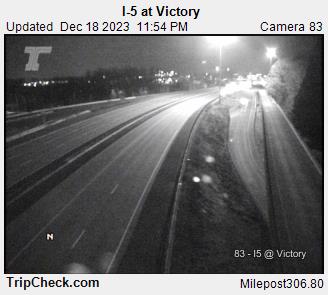 I-5 at Victory
Updated Dec 18 2023 11:54 PM Camera 83
T
N
83 - I5 @ Victory
TripCheck.com Milepost306.80